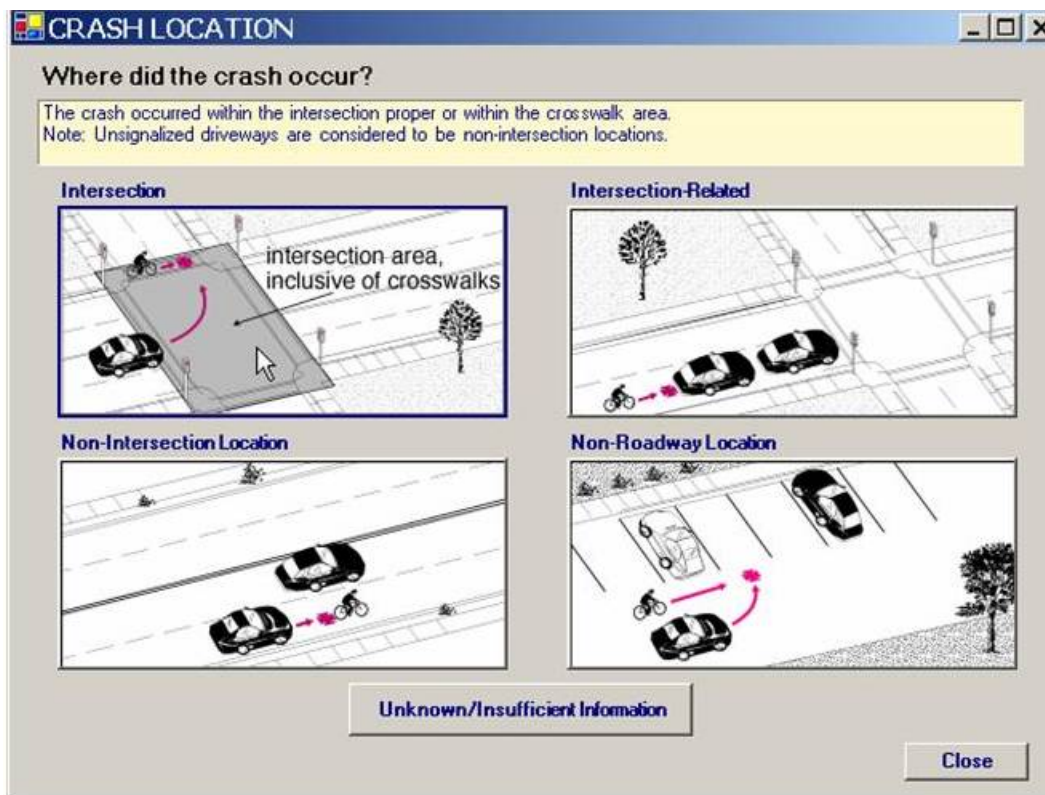 CRASH LOCATION
Where did the crash occur?
The crash occurred within the intersection proper or within the crosswalk area.
Note: Unsignalized driveways are considered to be non-intersection locations.
Intersection
Intersection-Related
intersection area,
inclusive of crosswalks
Non-Intersection Location
Non-Roadway Location
Unknown/Insufficient Information
Close